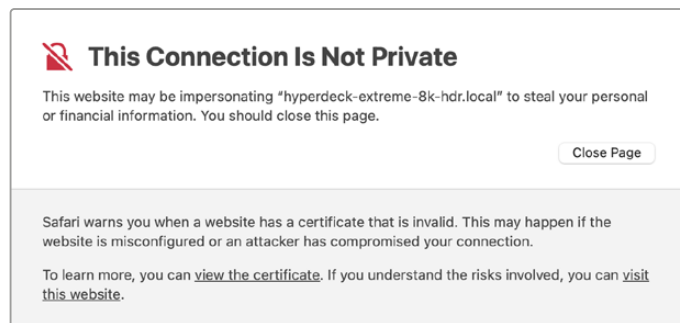 This Connection Is Not Private
This website may be impersonating “hyperdeck-extreme-8k-hdr.local” to steal your personal
or financial information. You should close this page.
Close Page
Safari warns you when a website has a certificate that is invalid. This may happen if the
website is misconfigured or an attacker has compromised your connection.
To learn more, you can view the certificate. If you understand the risks involved, you can visit
this website.